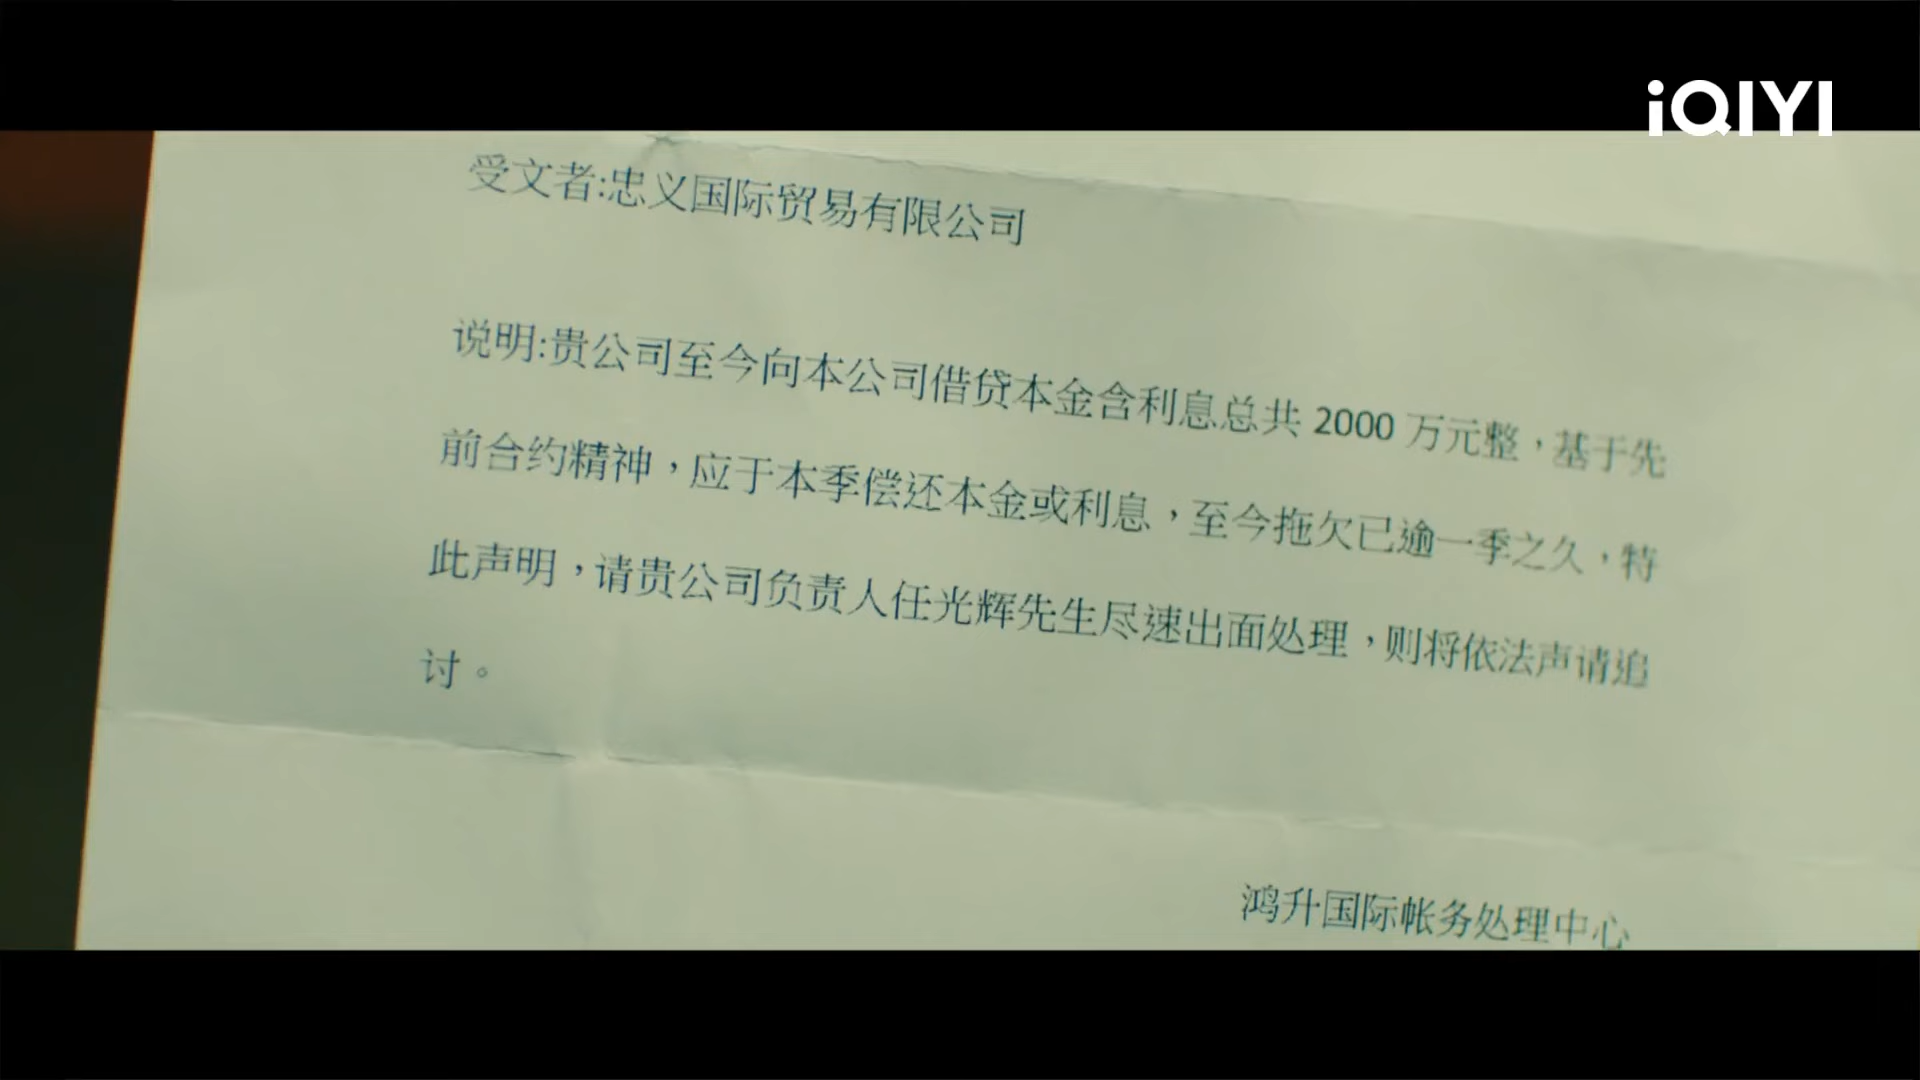 iQIYI
受文者:忠义国际贸易有限公司
说明:贵公司至今向本公司借贷本金含利息总共 2000 万元整，基于先
前合约精神，应于本季偿还本金或利息，至今拖欠已逾一季之久，特
此声明，请贵公司负责人任光辉先生尽速出面处理，则将依法声请追
讨。
鸿升国际帐务处理中心